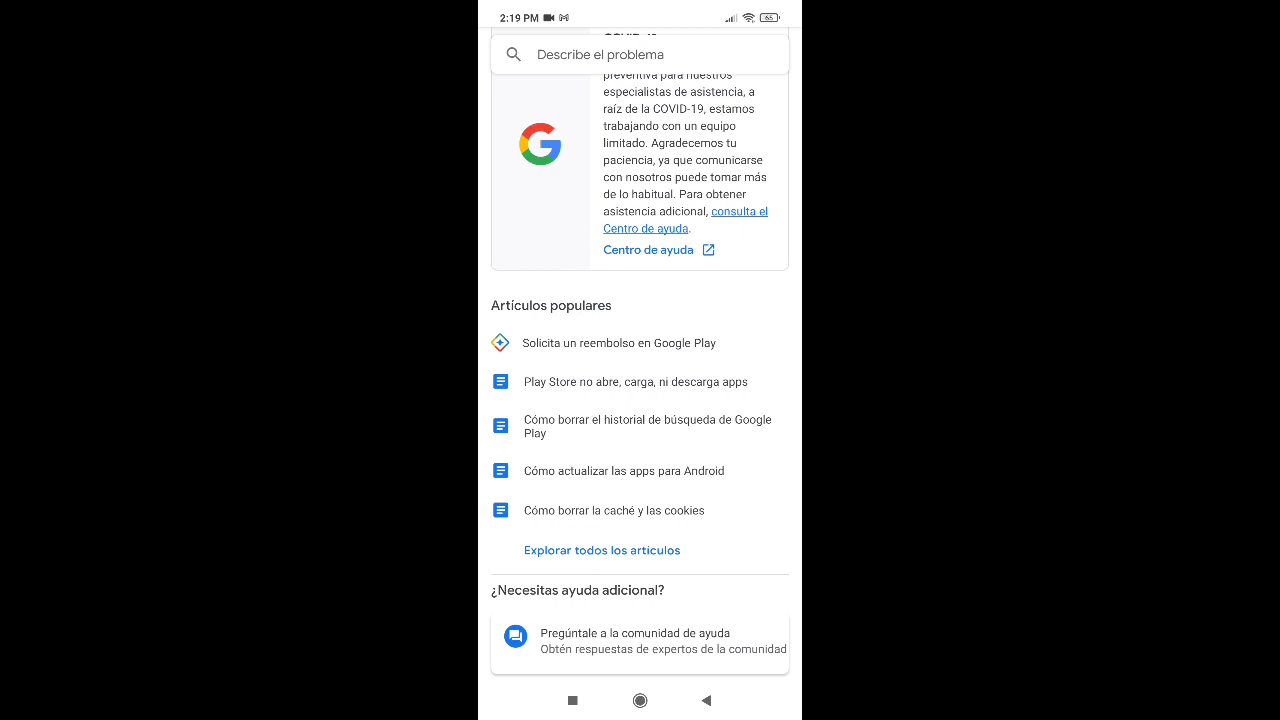 2:19 PM
65
Describe el problema
preventiva para nuestros
especialistas de asistencia, a
raíz de la COVID-19, estamos
trabajando con un equipo
limitado. Agradecemos tu
paciencia, ya que comunicarse
con nosotros puede tomar más
de lo habitual. Para obtener
asistencia adicional, consulta el
Centro de ayuda.
Centro de ayuda
Artículos populares
Solicita un reembolso en Google Play
Play Store no abre, carga, ni descarga apps
Cómo borrar el historial de búsqueda de Google
Play
Cómo actualizar las apps para Android
Cómo borrar la caché y las cookies
Explorar todos los artículos
¿Necesitas ayuda adicional?
Pregúntale a la comunidad de ayuda
Obtén respuestas de expertos de la comunidad